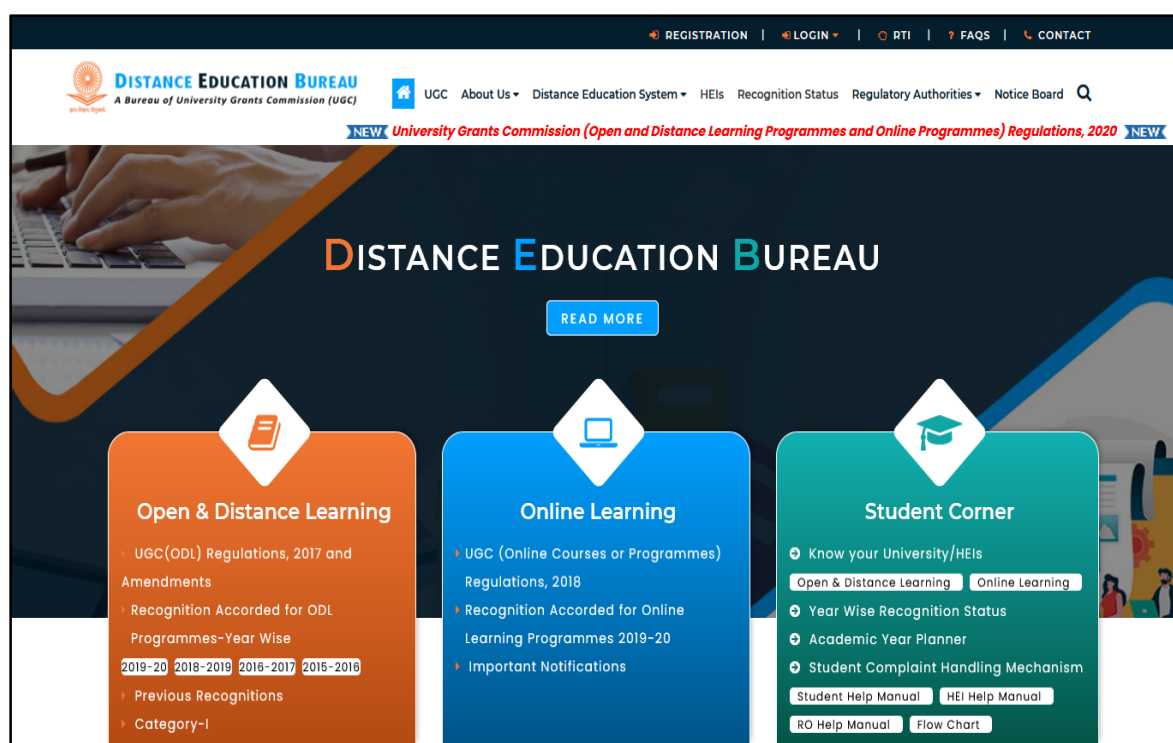 REGISTRATION | LOGIN | RTI | ? FAQS | CONTACT
DISTANCE EDUCATION BUREAU
A Bureau of University Grants Commission (UGC)
UGC About Us Distance Education System HEIs Recognition Status Regulatory Authorities Notice Board
NEW University Grants Commission (Open and Distance Learning Programmes and Online Programmes) Regulations, 2020 NEW
DISTANCE EDUCATION BUREAU
READ MORE
Open & Distance Learning
UGC(ODL) Regulations, 2017 and
Amendments
Recognition Accorded for ODL
Programmes-Year Wise
2019-20 2018-2019 2016-2017 2015-2016
Previous Recognitions
Category-I
Online Learning
UGC (Online Courses or Programmes)
Regulations, 2018
Recognition Accorded for Online
Learning Programmes 2019-20
Important Notifications
Student Corner
Know your University/HEIs
Open & Distance Learning Online Learning
Year Wise Recognition Status
Academic Year Planner
Student Complaint Handling Mechanism
Student Help Manual HEI Help Manual
RO Help Manual Flow Chart